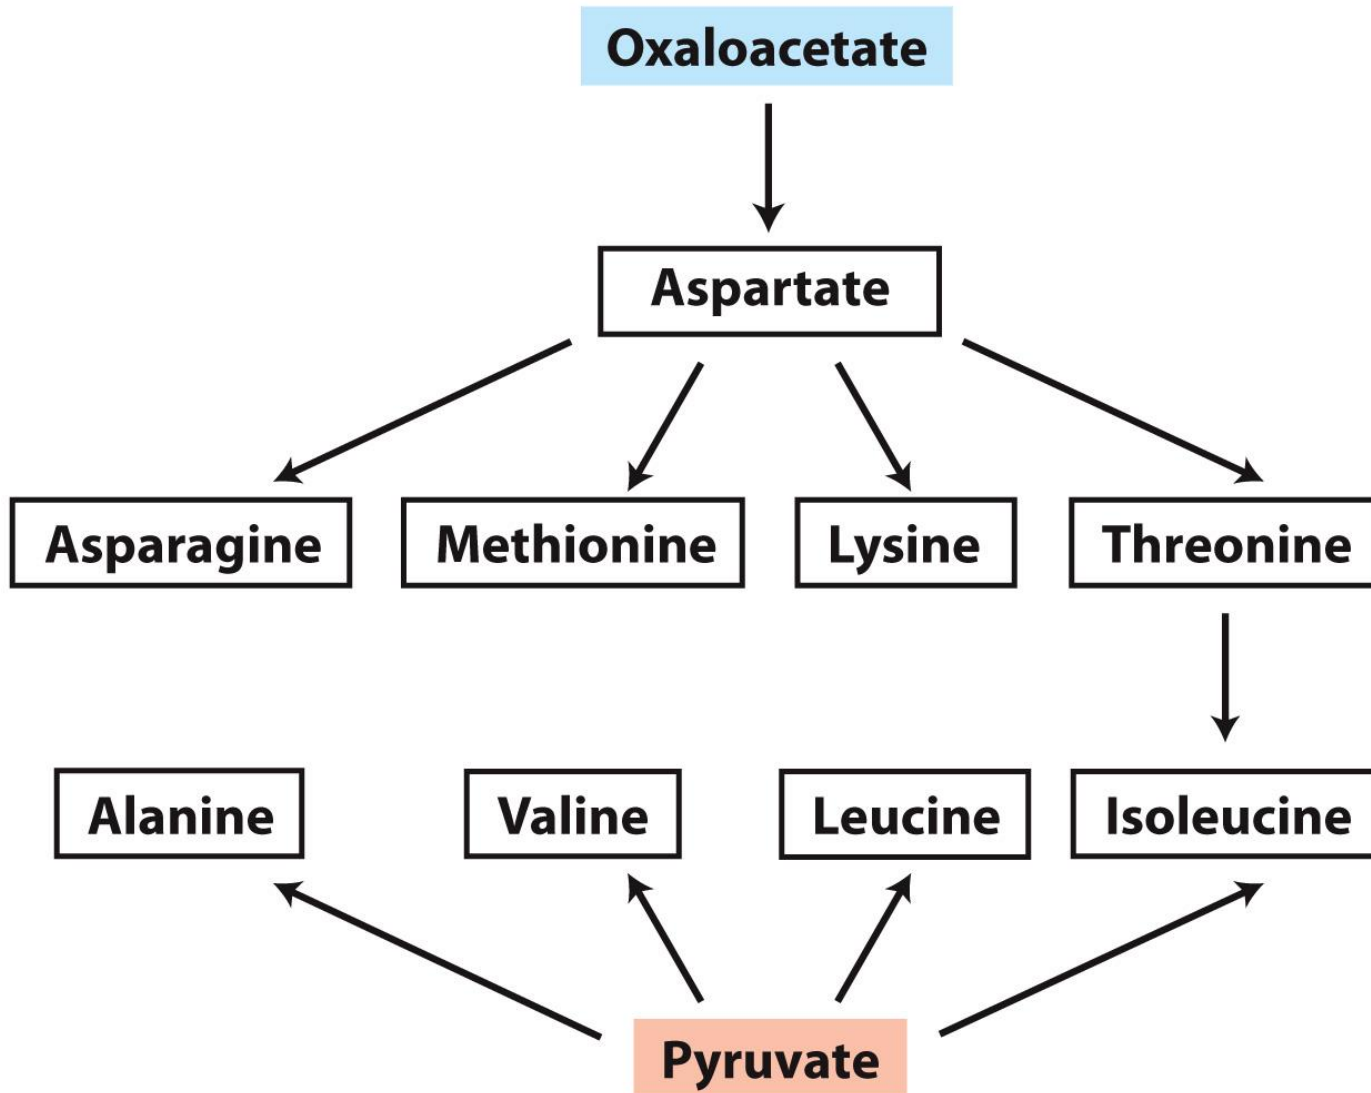 Oxaloacetate
Aspartate
Asparagine
Methionine
Lysine
Threonine
Alanine
Valine
Leucine
Isoleucine
Pyruvate